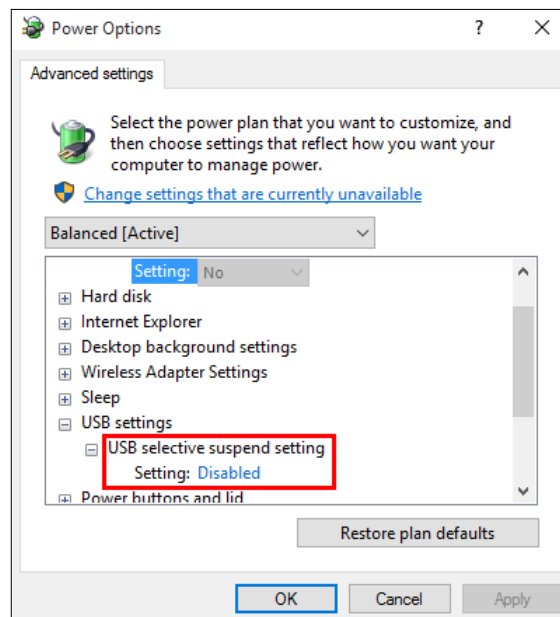 Power Options
?
Advanced settings
Select the power plan that you want to customize, and
then choose settings that reflect how you want your
computer to manage power.
Change settings that are currently unavailable
Balanced [Active]
Setting: No
Hard disk
Internet Explorer
Desktop background settings
Wireless Adapter Settings
Sleep
USB settings
USB selective suspend setting
Setting: Disabled
Power buttons and lid
Restore plan defaults
OK Cancel Apply